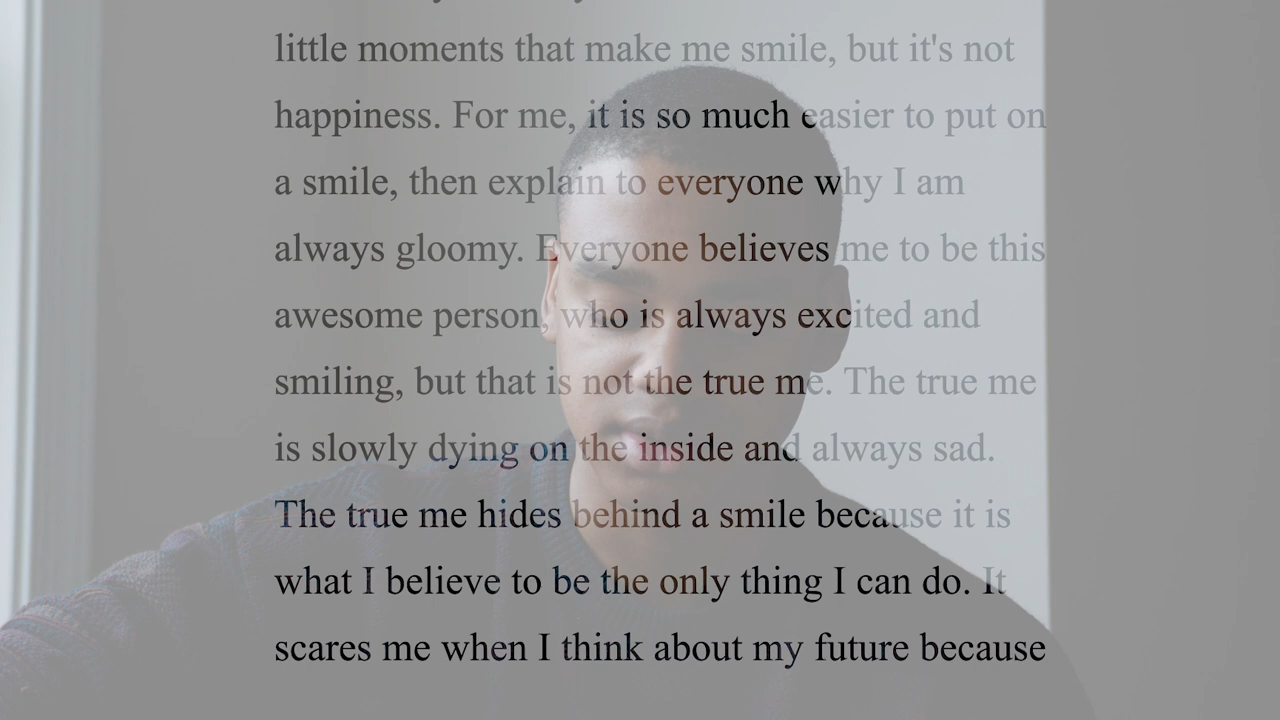 little moments that make me smile, but it's not
happiness. For me, it is so much easier to put on
a smile, then explain to everyone why I am
always gloomy. Everyone believes me to be this
awesome person, who is always excited and
smiling, but that is not the true me. The true me
is slowly dying on the inside and always sad.
The true me hides behind a smile because it is
what I believe to be the only thing I can do. It
scares me when I think about my future because